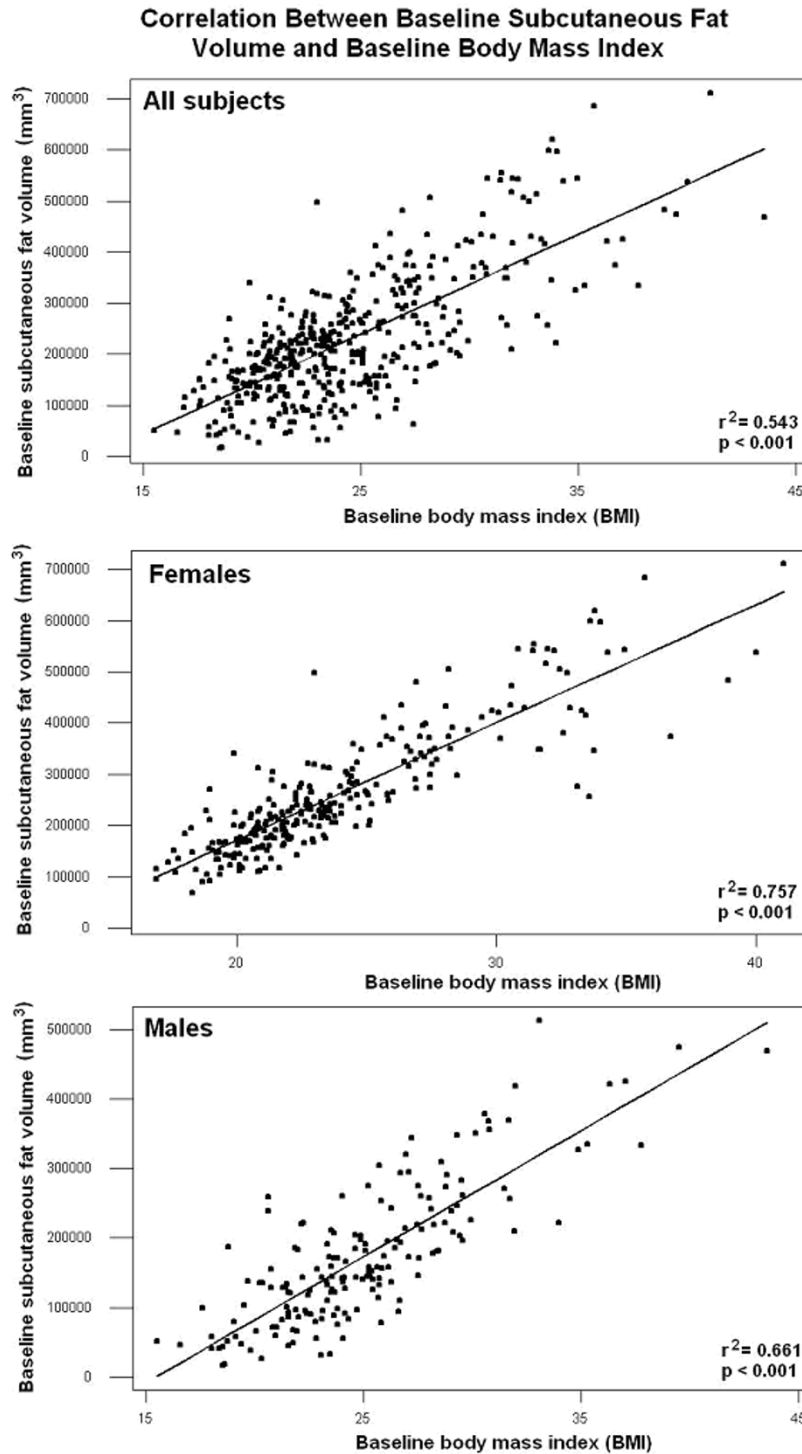 Correlation Between Baseline Subcutaneous Fat
Volume and Baseline Body Mass Index
All subjects
Baseline subcutaneous fat volume (mm³)
700000
600000
500000
400000
300000
200000
100000
0
r²= 0.543
p < 0.001
15 25 35 45
Baseline body mass index (BMI)
Females
Baseline subcutaneous fat volume (mm³)
700000
600000
500000
400000
300000
200000
100000
0
r²= 0.757
p < 0.001
20 30 40
Baseline body mass index (BMI)
Males
Baseline subcutaneous fat volume (mm³)
500000
400000
300000
200000
100000
0
r²= 0.661
p < 0.001
15 25 35 45
Baseline body mass index (BMI)